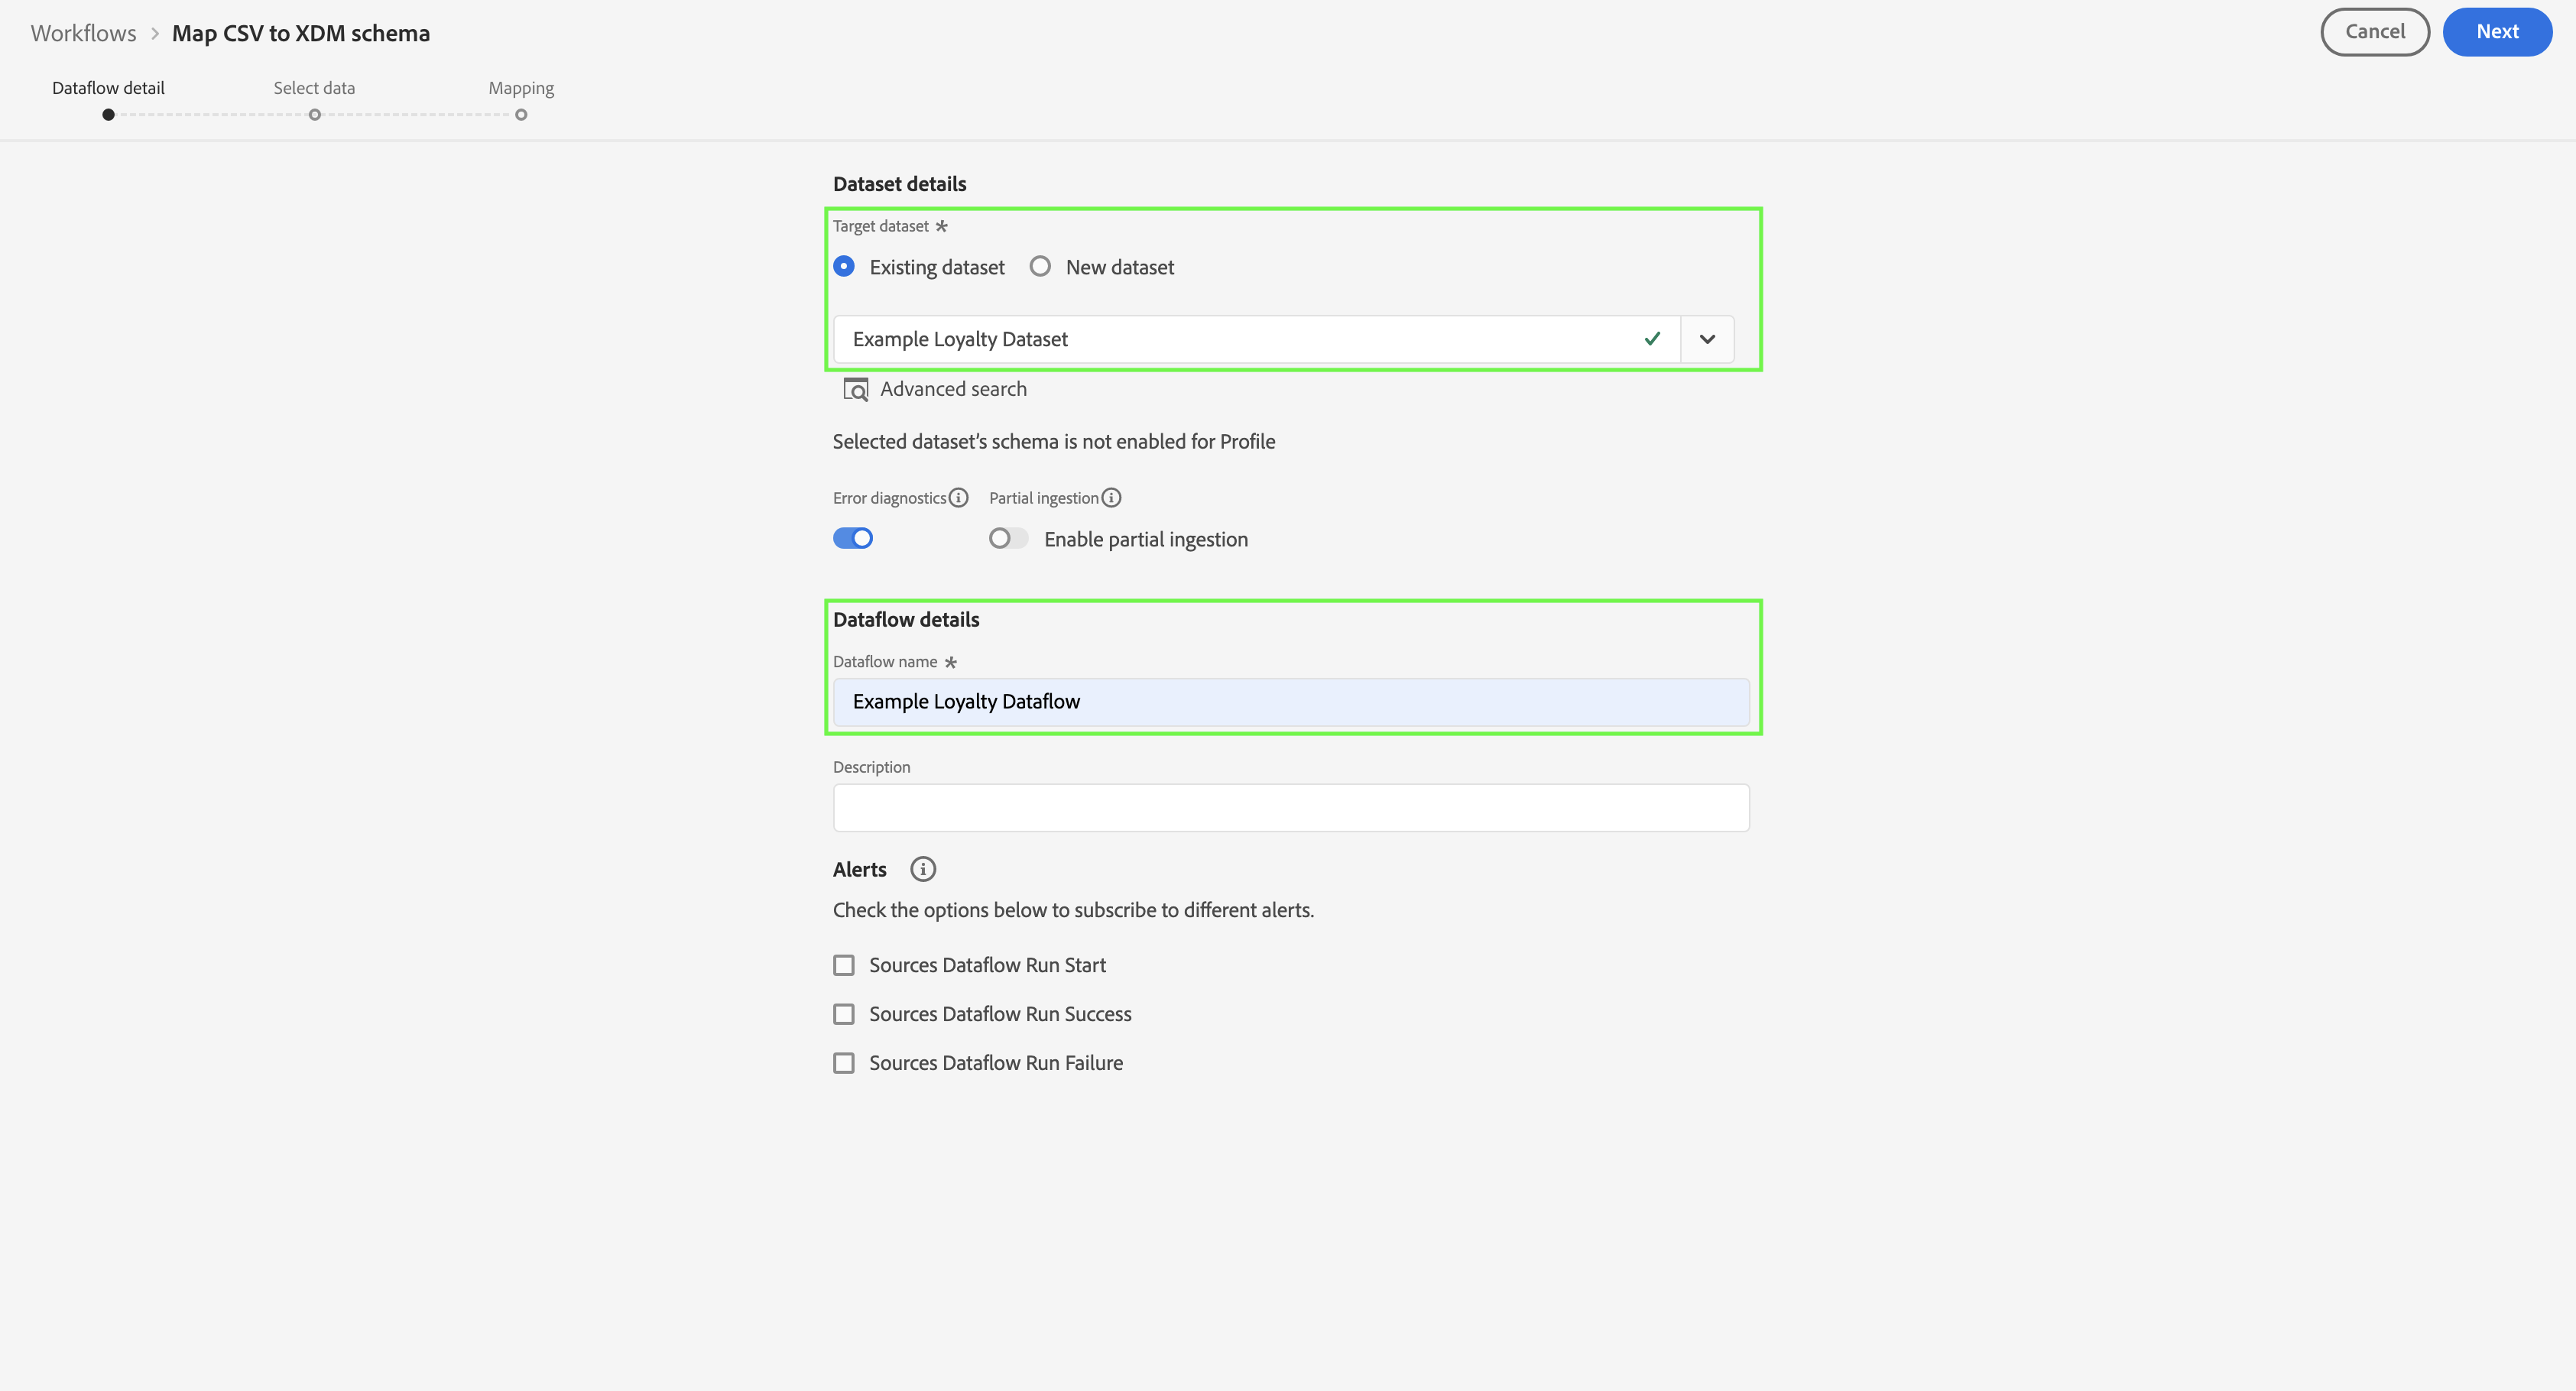 Workflows > Map CSV to XDM schema
Cancel
Next
Dataflow detail
Select data
Mapping
Dataset details
Target dataset *
Existing dataset
New dataset
Example Loyalty Dataset
Advanced search
Selected dataset’s schema is not enabled for Profile
Error diagnostics
Partial ingestion
Enable partial ingestion
Dataflow details
Dataflow name *
Example Loyalty Dataflow
Description
Alerts
Check the options below to subscribe to different alerts.
Sources Dataflow Run Start
Sources Dataflow Run Success
Sources Dataflow Run Failure